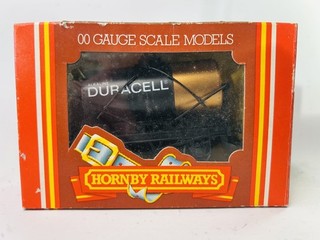 00 GAUGE SCALE MODELS
DURACELL
HORNBY RAILWAYS